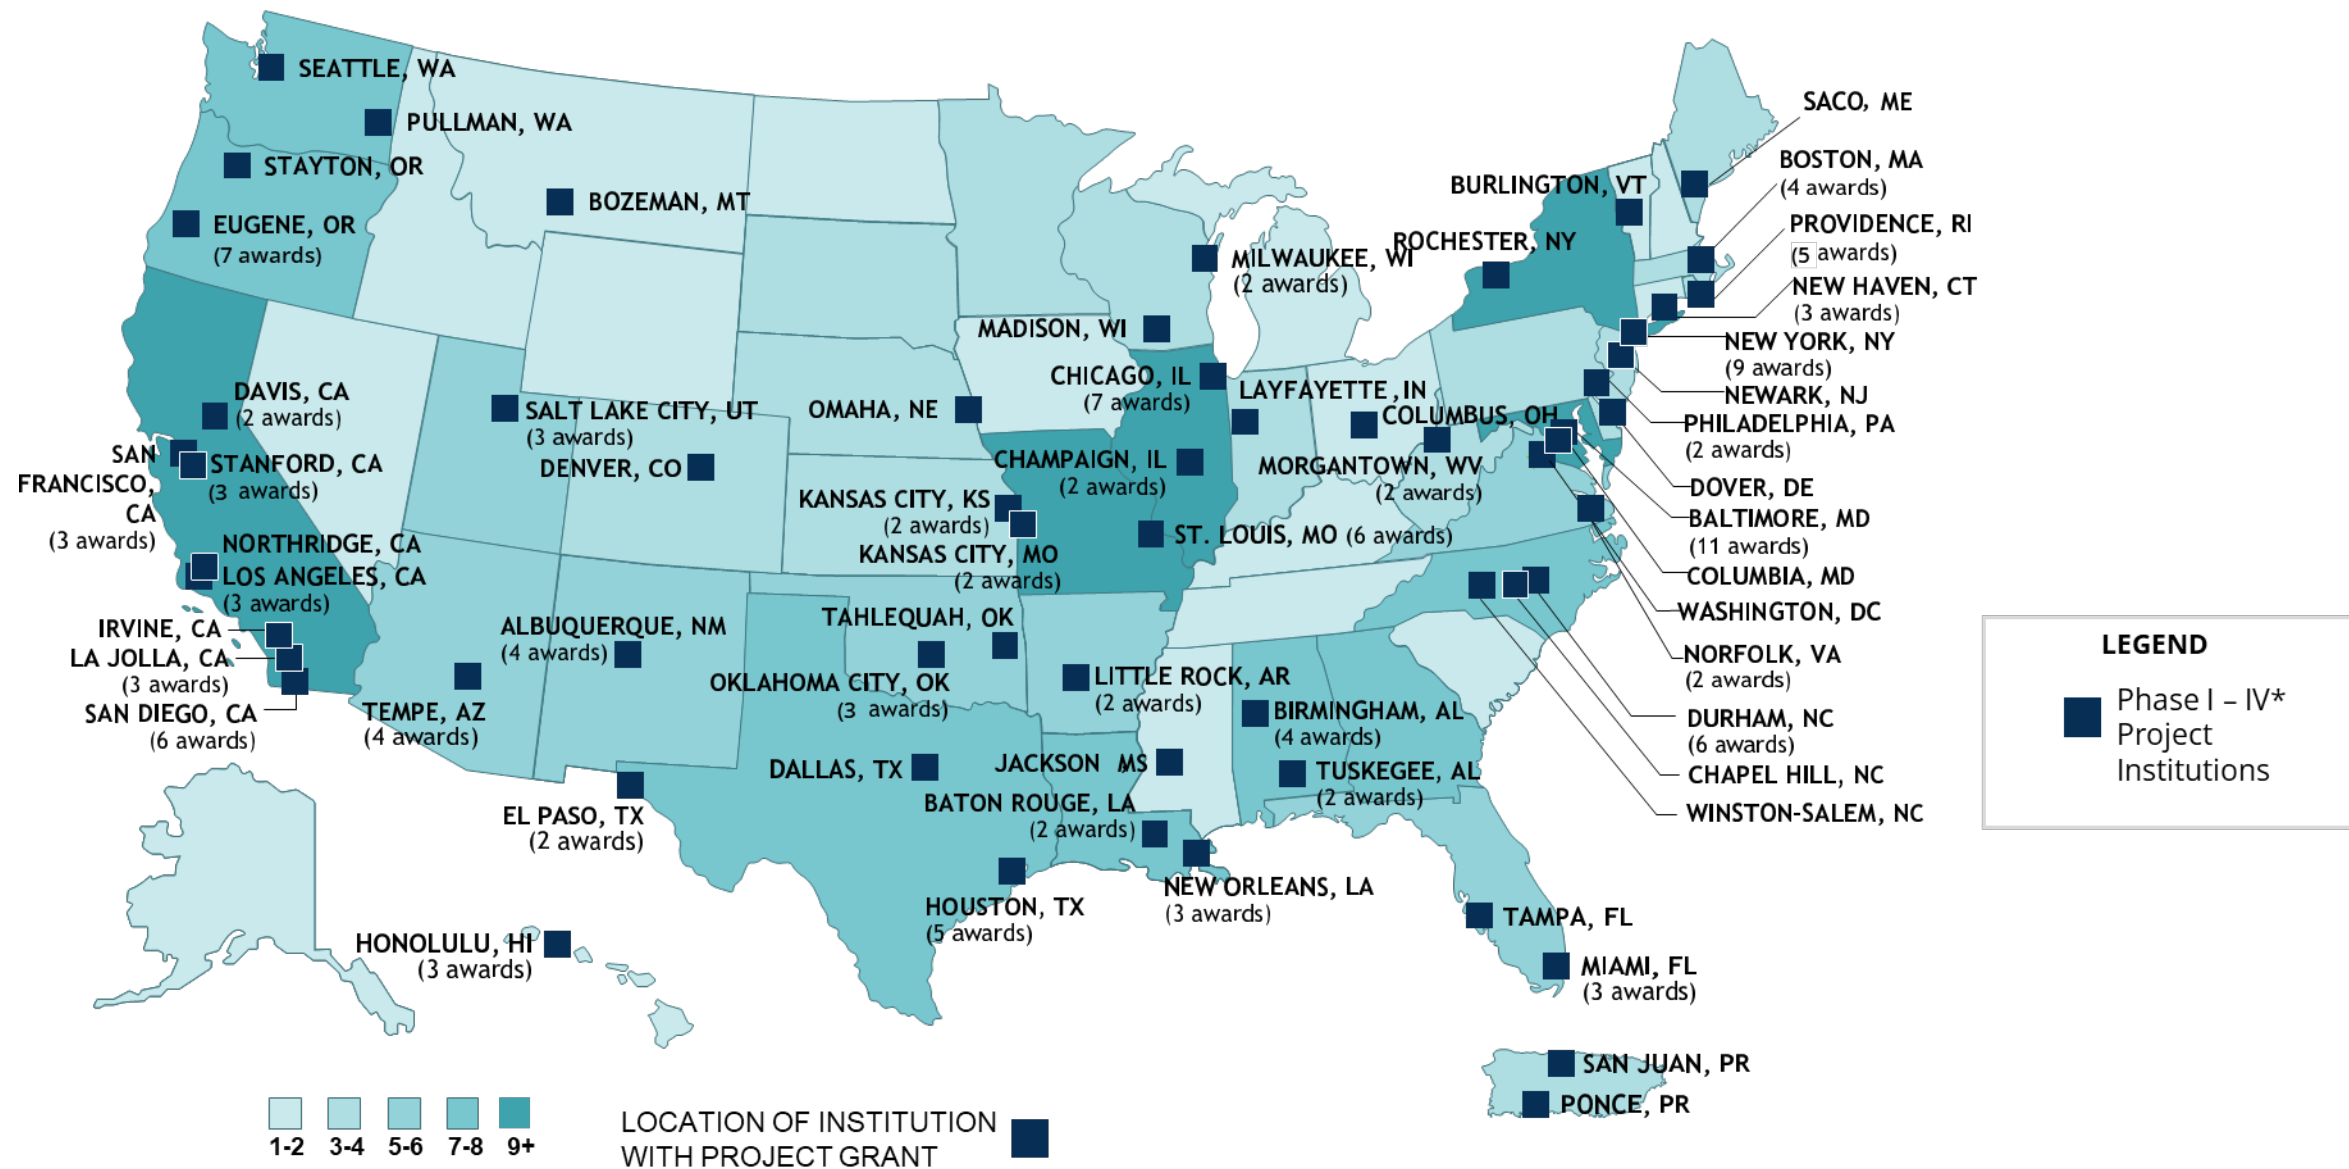 SEATTLE, WA
PULLMAN, WA
STAYTON, OR
EUGENE, OR
(7 awards)
BOZEMAN, MT
MILWAUKEE, WI
(2 awards)
MADISON, WI
ROCHESTER, NY
BURLINGTON, VT
SACO, ME
BOSTON, MA
(4 awards)
PROVIDENCE, RI
(5 awards)
NEW HAVEN, CT
(3 awards)
NEW YORK, NY
(9 awards)
NEWARK, NJ
PHILADELPHIA, PA
(2 awards)
DOVER, DE
BALTIMORE, MD
(11 awards)
COLUMBIA, MD
WASHINGTON, DC
NORFOLK, VA
(2 awards)
DURHAM, NC
(6 awards)
CHAPEL HILL, NC
WINSTON-SALEM, NC
DAVIS, CA
(2 awards)
SAN
FRANCISCO,
CA
(3 awards)
STANFORD, CA
(3 awards)
NORTHRIDGE, CA
LOS ANGELES, CA
(3 awards)
IRVINE, CA
LA JOLLA, CA
(3 awards)
SAN DIEGO, CA
(6 awards)
SALT LAKE CITY, UT
(3 awards)
DENVER, CO
OMAHA, NE
CHICAGO, IL
(7 awards)
LAYFAYETTE, IN
COLUMBUS, OH
CHAMPAIGN, IL
(2 awards)
MORGANTOWN, WV
(2 awards)
KANSAS CITY, KS
(2 awards)
KANSAS CITY, MO
(2 awards)
ST. LOUIS, MO (6 awards)
ALBUQUERQUE, NM
(4 awards)
TEMPE, AZ
(4 awards)
TAHLEQUAH, OK
OKLAHOMA CITY, OK
(3 awards)
LITTLE ROCK, AR
(2 awards)
BIRMINGHAM, AL
(4 awards)
TUSKEGEE, AL
(2 awards)
JACKSON MS
DALLAS, TX
EL PASO, TX
(2 awards)
BATON ROUGE, LA
(2 awards)
NEW ORLEANS, LA
(3 awards)
HOUSTON, TX
(5 awards)
TAMPA, FL
MIAMI, FL
(3 awards)
HONOLULU, HI
(3 awards)
SAN JUAN, PR
PONCE, PR
LEGEND
Phase I – IV*
Project
Institutions
1-2 3-4 5-6 7-8 9+
LOCATION OF INSTITUTION
WITH PROJECT GRANT